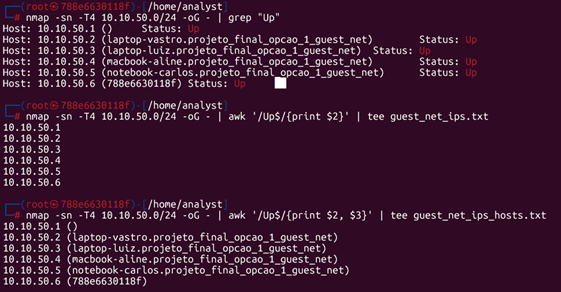 ┌──(root㉿788e6630118f)-[/home/analyst]
└─# nmap -sn -T4 10.10.50.0/24 -oG - | grep "Up"
Host: 10.10.50.1 ()	Status: Up
Host: 10.10.50.2 (laptop-vastro.projeto_final_opcao_1_guest_net)	Status: Up
Host: 10.10.50.3 (laptop-luiz.projeto_final_opcao_1_guest_net)	Status: Up
Host: 10.10.50.4 (macbook-aline.projeto_final_opcao_1_guest_net)	Status: Up
Host: 10.10.50.5 (notebook-carlos.projeto_final_opcao_1_guest_net)	Status: Up
Host: 10.10.50.6 (788e6630118f)	Status: Up
┌──(root㉿788e6630118f)-[/home/analyst]
└─# nmap -sn -T4 10.10.50.0/24 -oG - | awk '/Up$/{print $2}' | tee guest_net_ips.txt
10.10.50.1
10.10.50.2
10.10.50.3
10.10.50.4
10.10.50.5
10.10.50.6
┌──(root㉿788e6630118f)-[/home/analyst]
└─# nmap -sn -T4 10.10.50.0/24 -oG - | awk '/Up$/{print $2, $3}' | tee guest_net_ips_hosts.txt
10.10.50.1 ()
10.10.50.2 (laptop-vastro.projeto_final_opcao_1_guest_net)
10.10.50.3 (laptop-luiz.projeto_final_opcao_1_guest_net)
10.10.50.4 (macbook-aline.projeto_final_opcao_1_guest_net)
10.10.50.5 (notebook-carlos.projeto_final_opcao_1_guest_net)
10.10.50.6 (788e6630118f)